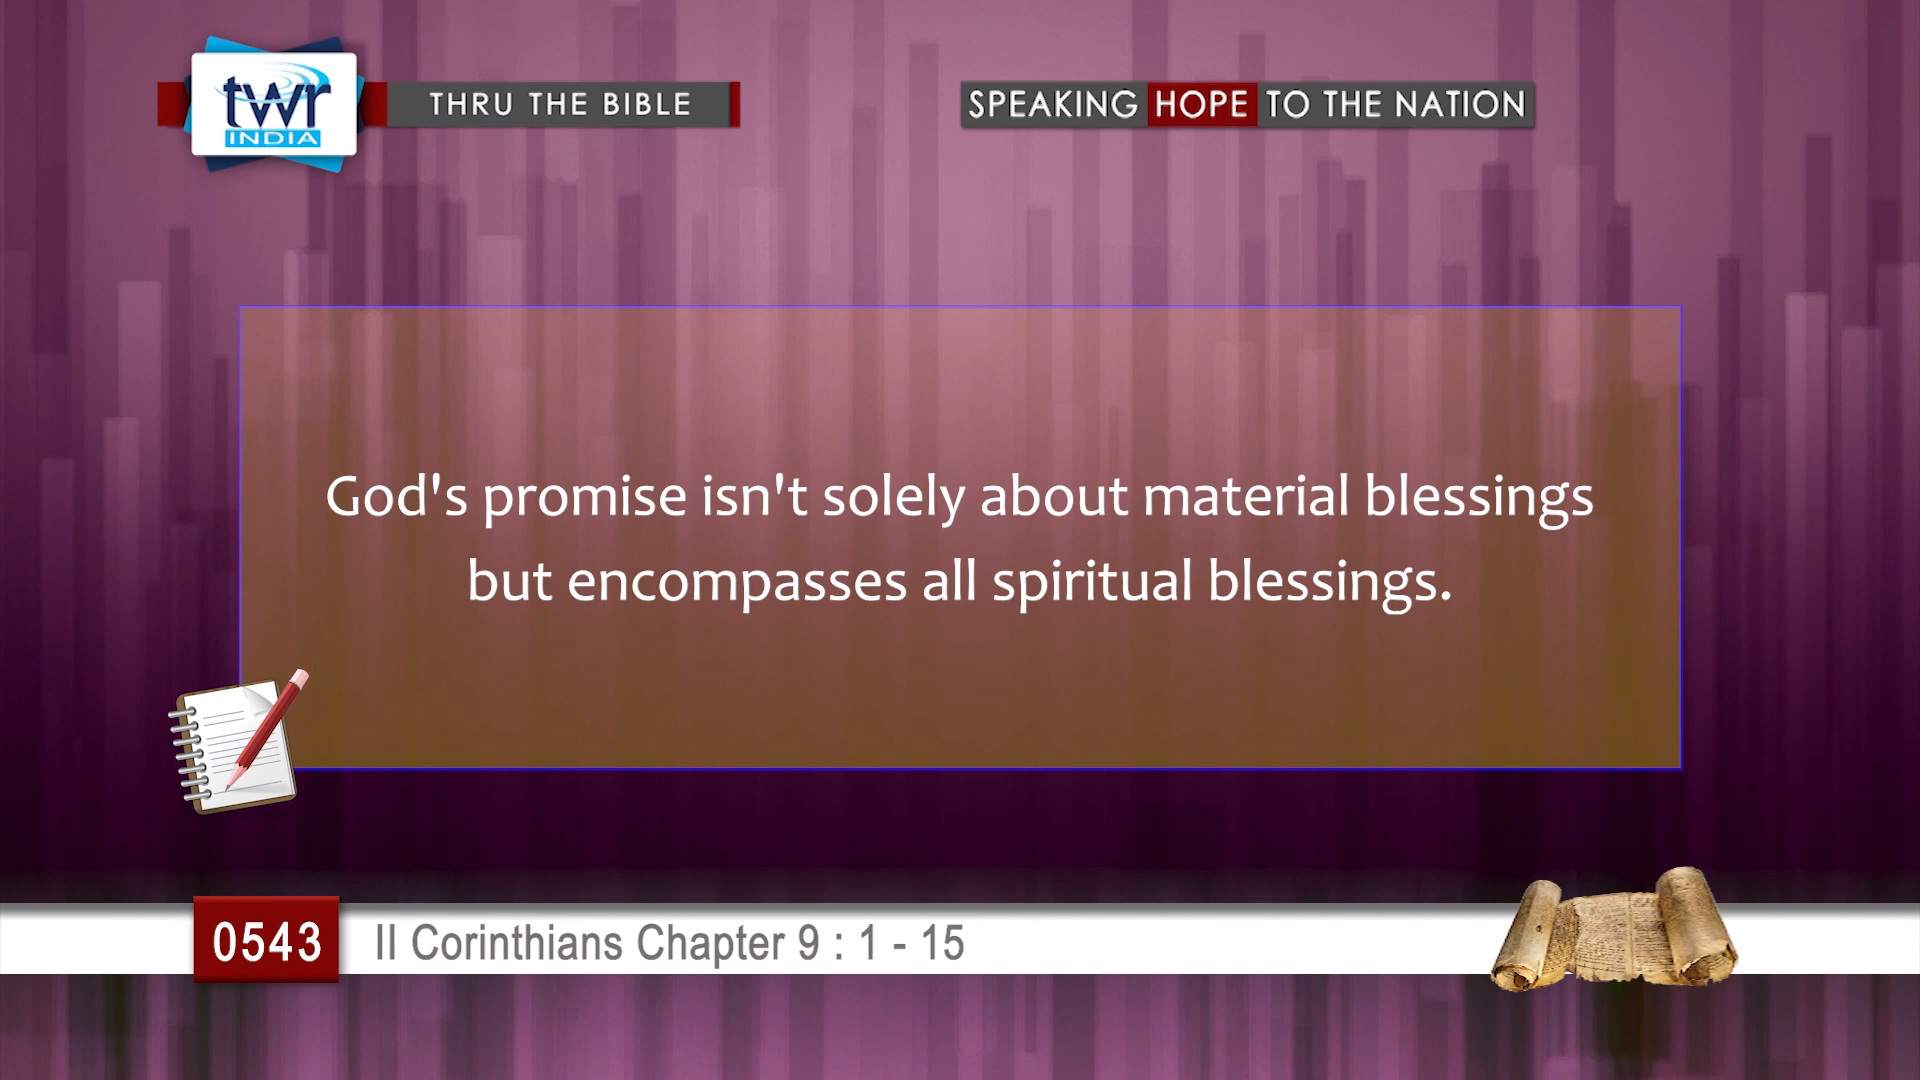 twr
INDIA
THRU THE BIBLE
SPEAKING HOPE TO THE NATION
God's promise isn't solely about material blessings
but encompasses all spiritual blessings.
0543
II Corinthians Chapter 9 : 1 - 15